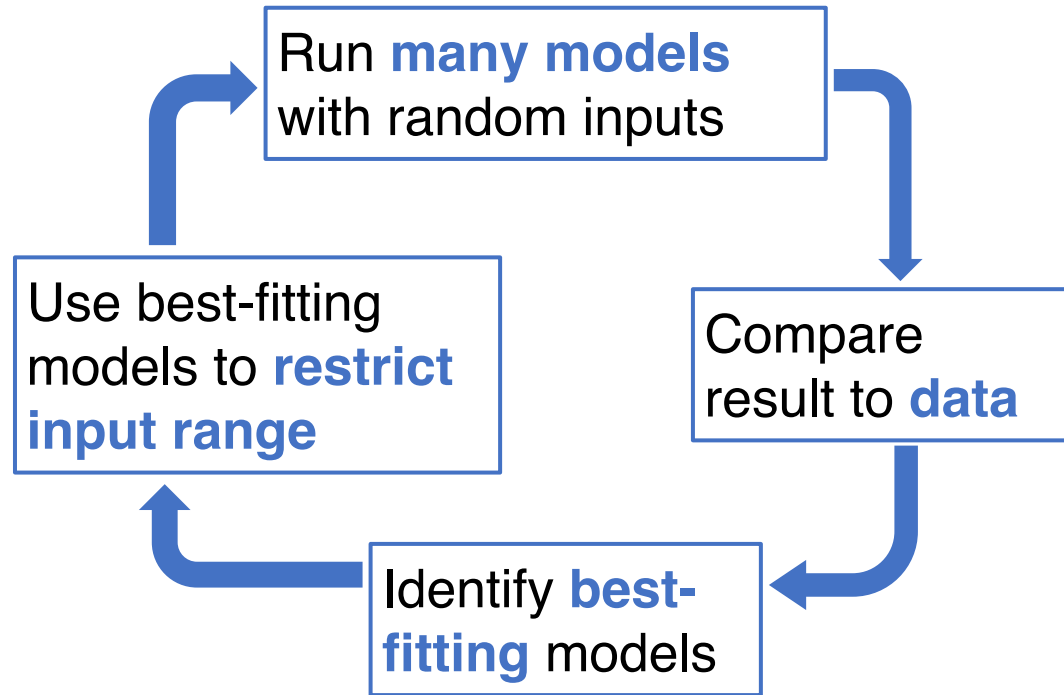 Run many models
with random inputs
Compare
result to data
Identify best-
fitting models
Use best-fitting
models to restrict
input range